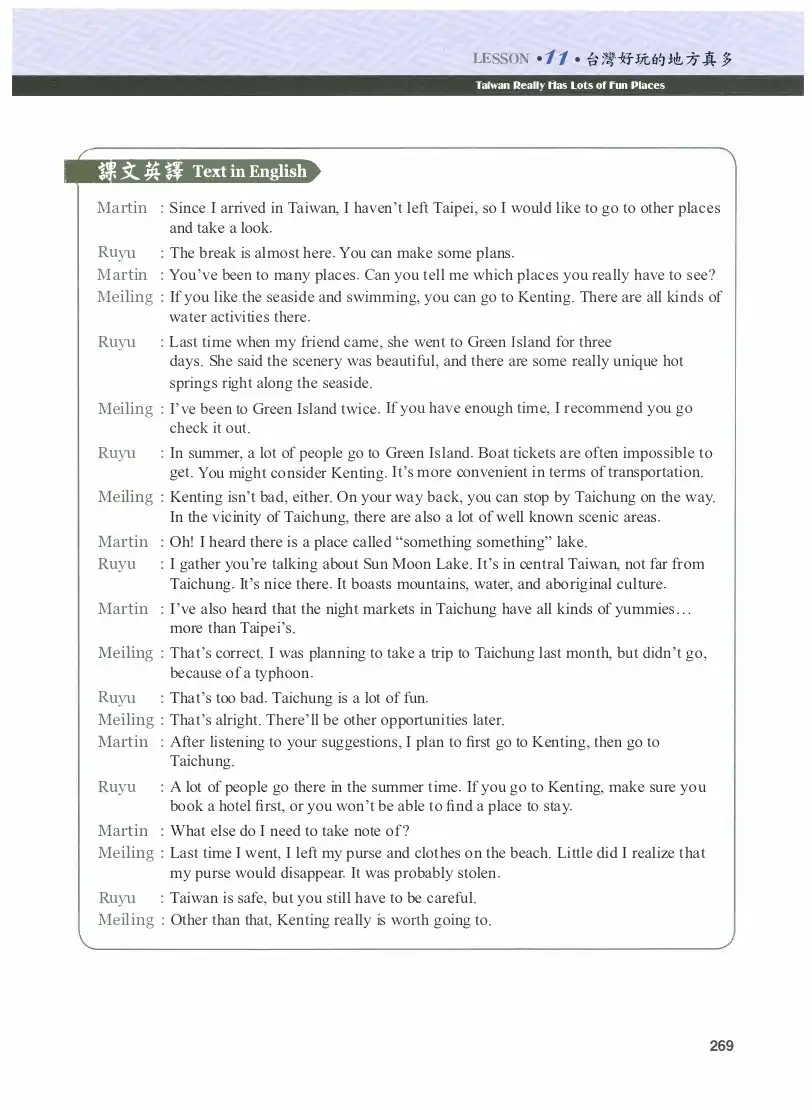 LESSON • 11 • 台灣好玩的地方真多
Taiwan Really Has Lots of Fun Places
課文英譯 Text in English
Martin : Since I arrived in Taiwan, I haven't left Taipei, so I would like to go to other places
and take a look.
Ruyu : The break is almost here. You can make some plans.
Martin : You've been to many places. Can you tell me which places you really have to see?
Meiling : If you like the seaside and swimming, you can go to Kenting. There are all kinds of
water activities there.
Ruyu : Last time when my friend came, she went to Green Island for three
days. She said the scenery was beautiful, and there are some really unique hot
springs right along the seaside.
Meiling : I've been to Green Island twice. If you have enough time, I recommend you go
check it out.
Ruyu : In summer, a lot of people go to Green Island. Boat tickets are often impossible to
get. You might consider Kenting. It's more convenient in terms of transportation.
Meiling : Kenting isn't bad, either. On your way back, you can stop by Taichung on the way.
In the vicinity of Taichung, there are also a lot of well known scenic areas.
Martin : Oh! I heard there is a place called “something something” lake.
Ruyu : I gather you're talking about Sun Moon Lake. It's in central Taiwan, not far from
Taichung. It's nice there. It boasts mountains, water, and aboriginal culture.
Martin : I've also heard that the night markets in Taichung have all kinds of yummies…
more than Taipei's.
Meiling : That's correct. I was planning to take a trip to Taichung last month, but didn't go,
because of a typhoon.
Ruyu : That's too bad. Taichung is a lot of fun.
Meiling : That's alright. There'll be other opportunities later.
Martin : After listening to your suggestions, I plan to first go to Kenting, then go to
Taichung.
Ruyu : A lot of people go there in the summer time. If you go to Kenting, make sure you
book a hotel first, or you won't be able to find a place to stay.
Martin : What else do I need to take note of?
Meiling : Last time I went, I left my purse and clothes on the beach. Little did I realize that
my purse would disappear. It was probably stolen.
Ruyu : Taiwan is safe, but you still have to be careful.
Meiling : Other than that, Kenting really is worth going to.
269